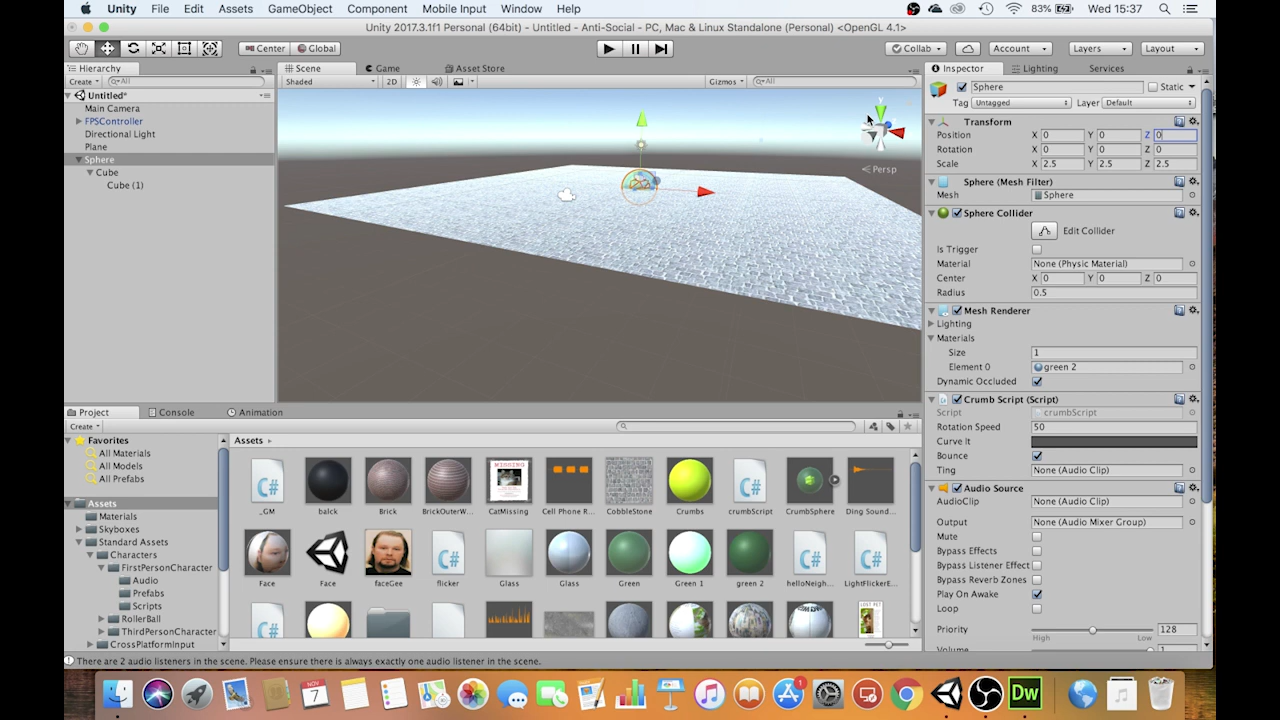 Unity File Edit Assets GameObject Component Mobile Input Window Help 83% Wed 15:37
Unity 2017.3.1f1 Personal (64bit) - Untitled - Anti-Social - PC, Mac & Linux Standalone (Personal) <OpenGL 4.1>
Center Global Collab Account Layers Layout
Hierarchy Scene Game Asset Store Inspector Lighting Services
Create All Shaded 2D Gizmos All
Sphere Static
Untitled*
Main Camera
FPSController
Directional Light
Plane
Sphere
Cube
Cube (1)
y
Persp
Tag Untagged Layer Default
Transform
Position X 0 Y 0 Z 0
Rotation X 0 Y 0 Z 0
Scale X 2.5 Y 2.5 Z 2.5
Sphere (Mesh Filter)
Mesh Sphere
Sphere Collider
Edit Collider
Is Trigger
Material None (Physic Material)
Center X 0 Y 0 Z 0
Radius 0.5
Mesh Renderer
Lighting
Materials
Size 1
Element 0 green 2
Dynamic Occluded
Crumb Script (Script)
Script crumbScript
Rotation Speed 50
Curve It
Bounce
Ting None (Audio Clip)
Audio Source
AudioClip None (Audio Clip)
Output None (Audio Mixer Group)
Mute
Bypass Effects
Bypass Listener Effect
Bypass Reverb Zones
Play On Awake
Loop
Priority 128
High Low
Volume 1
Project Console Animation
Create
Favorites
All Materials
All Models
All Prefabs
Assets
Materials
Skyboxes
Standard Assets
Characters
FirstPersonCharacter
Audio
Prefabs
Scripts
RollerBall
ThirdPersonCharacter
CrossPlatformInput
Assets
C# MISSING C#
_GM balck Brick BrickOuterW... CatMissing Cell Phone R... CobbleStone Crumbs crumbScript CrumbSphere Ding Sound...
C# C# C#
Face Face faceGee flicker Glass Glass Green Green 1 green 2 helloNeigh... LightFlickerE...
C# LOST PET
There are 2 audio listeners in the scene. Please ensure there is always exactly one audio listener in the scene.
NOV 7 1 Dw